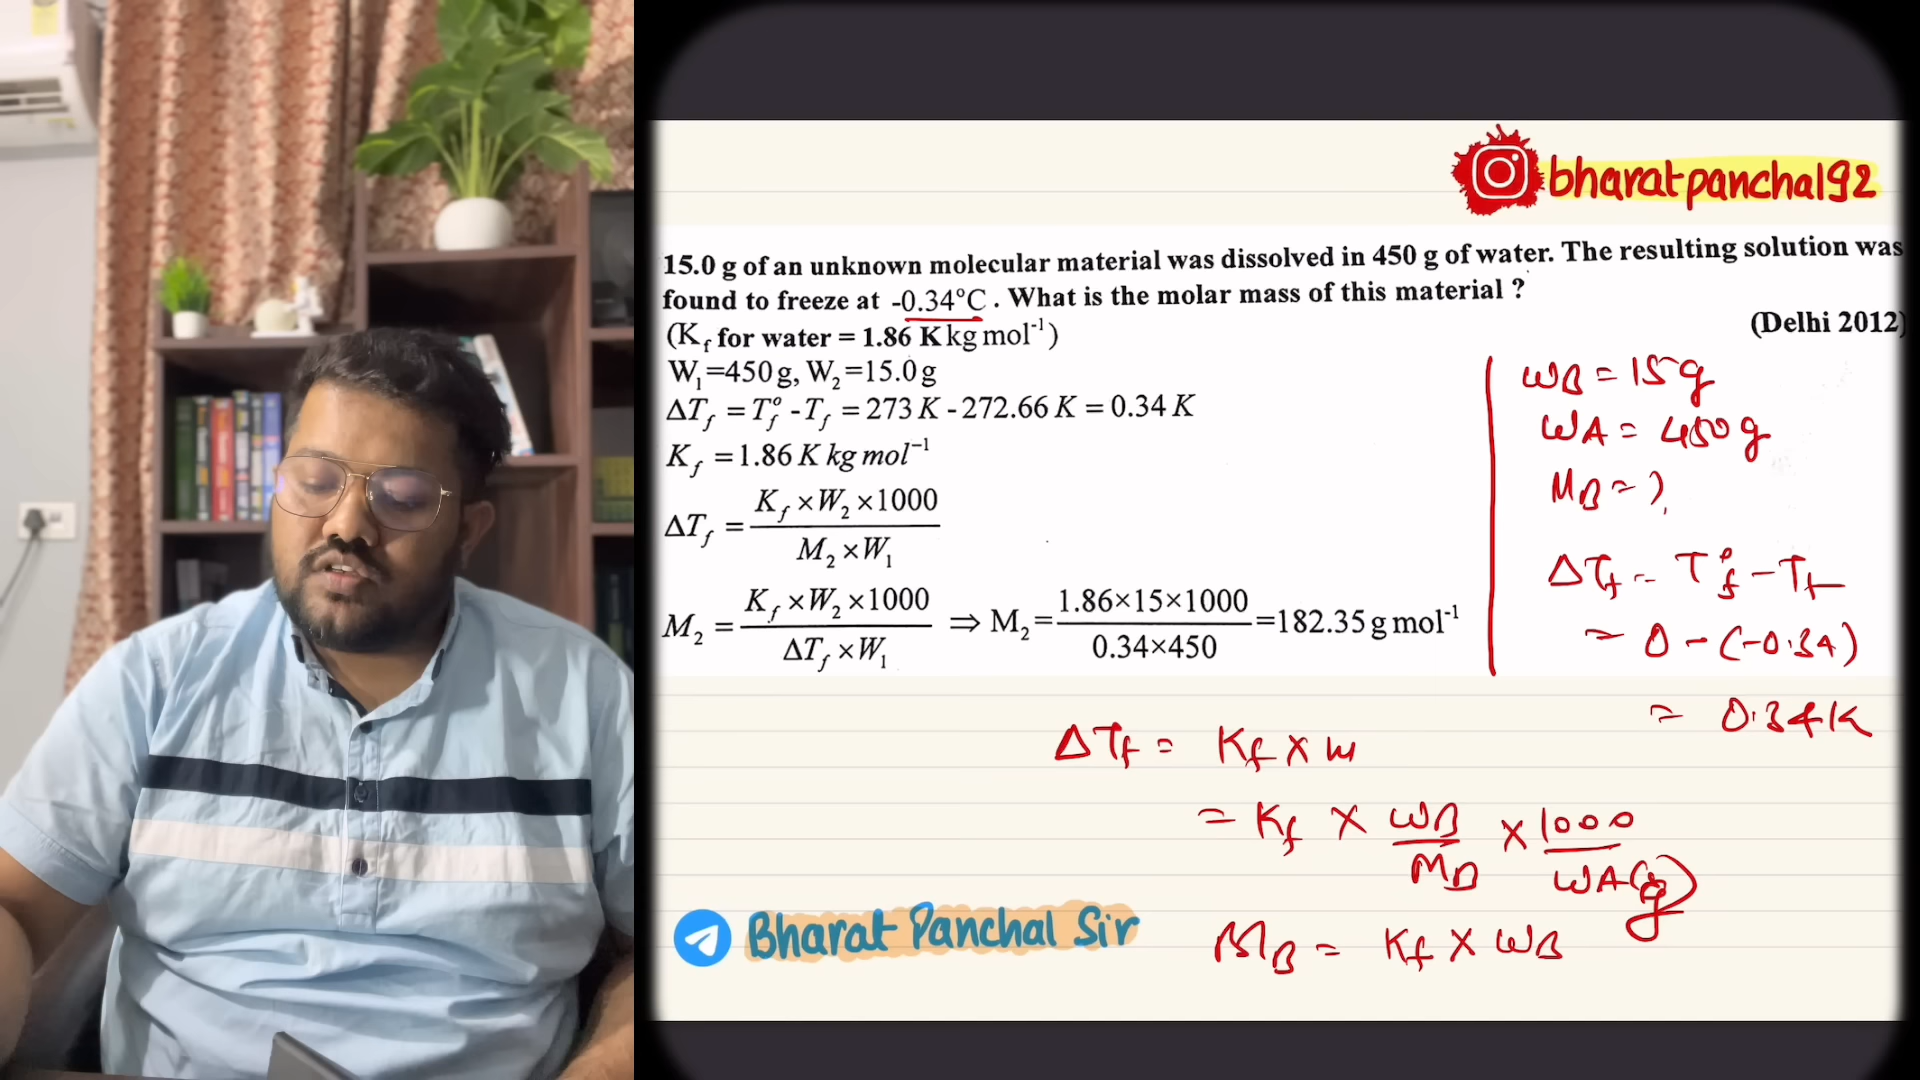 bharatpanchal92
15.0 g of an unknown molecular material was dissolved in 450 g of water. The resulting solution was
found to freeze at -0.34°C . What is the molar mass of this material ?
(Delhi 2012)
(K_f for water = 1.86 K kg mol⁻¹)
W₁=450 g, W₂=15.0 g
ΔT_f = T_f° - T_f = 273 K - 272.66 K = 0.34 K
K_f = 1.86 K kg mol⁻¹
ΔT_f = (K_f × W₂ × 1000) / (M₂ × W₁)
M₂ = (K_f × W₂ × 1000) / (ΔT_f × W₁) ⇒ M₂ = (1.86×15×1000) / (0.34×450) = 182.35 g mol⁻¹
WB = 15g
WA = 450g
MB = ?
ΔTf = T°f - Tf
= 0 - (-0.34)
= 0.34K
ΔTf = Kf × m
= Kf × WB/MB × 1000/WA(g)
MB = Kf × WB
Bharat Panchal Sir